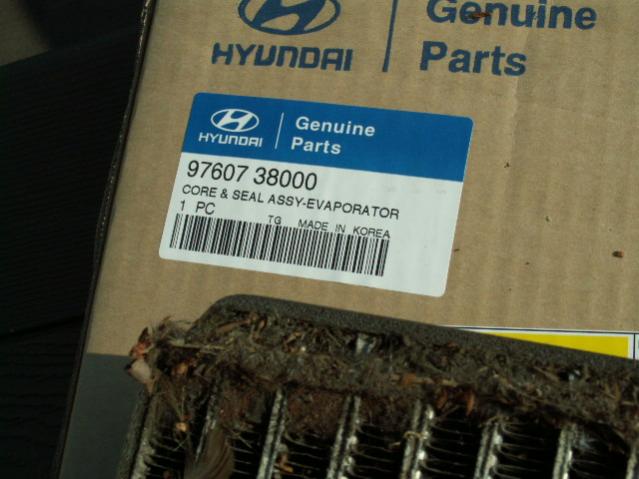 HYUNDAI
Genuine
Parts
HYUNDAI
Genuine
Parts
97607 38000
CORE & SEAL ASSY-EVAPORATOR
1 PC TG MADE IN KOREA